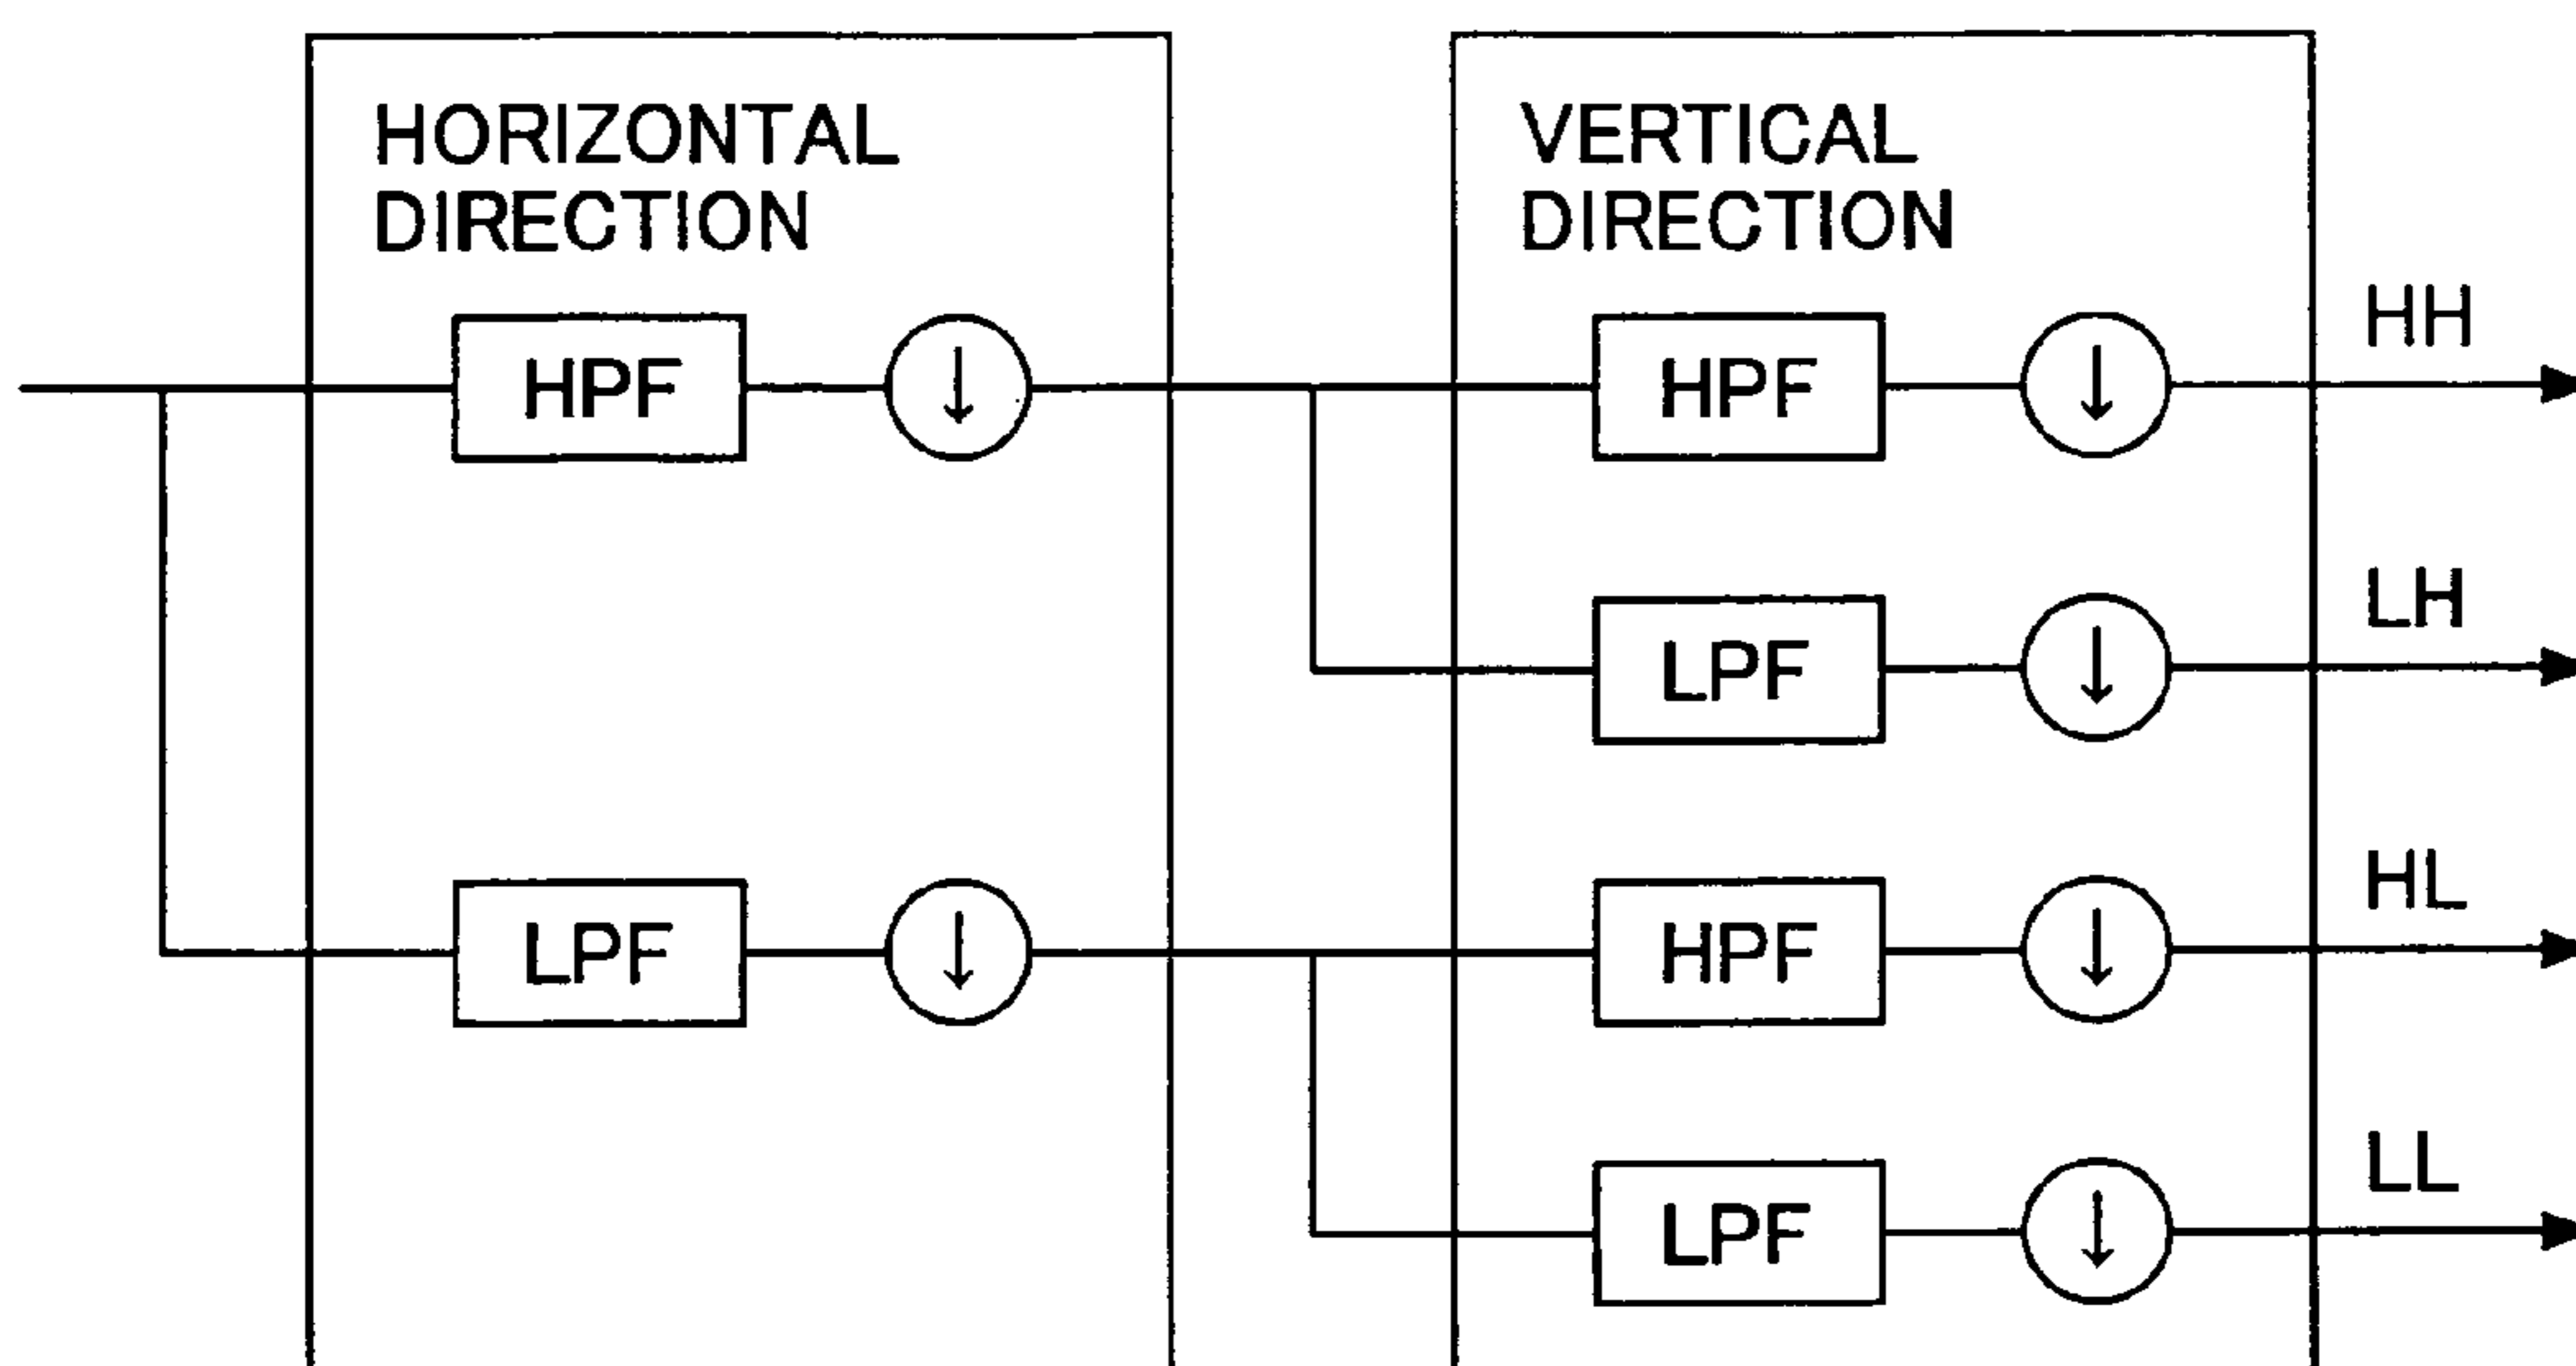 HORIZONTAL
DIRECTION
VERTICAL
DIRECTION
HPF
HPF
HH
LPF
LH
LPF
HPF
HL
LPF
LL